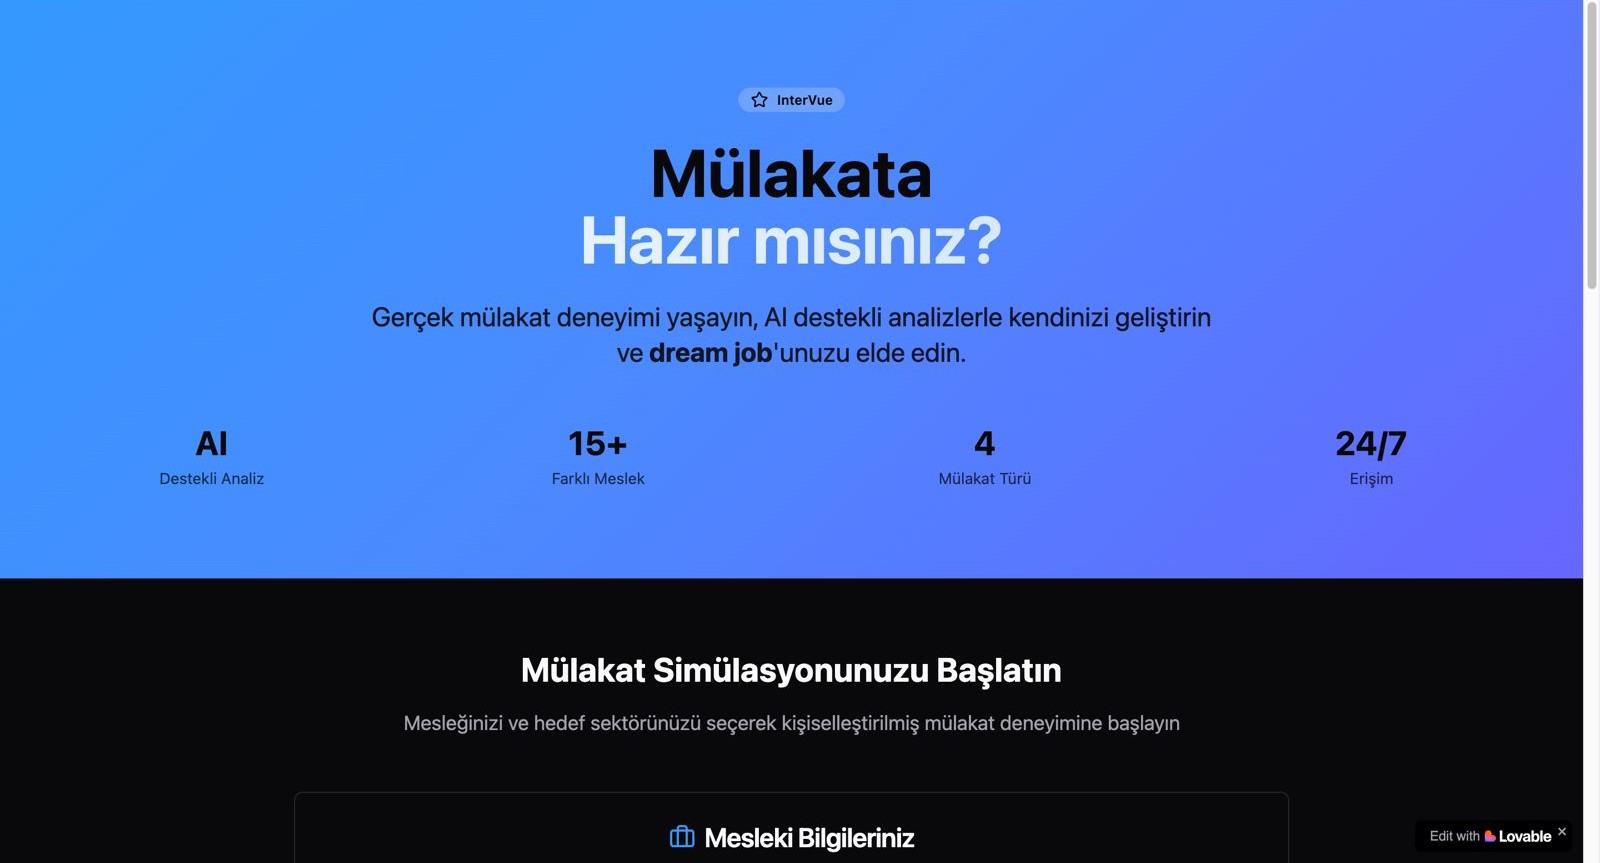 InterVue
Mülakata
Hazır mısınız?
Gerçek mülakat deneyimi yaşayın, AI destekli analizlerle kendinizi geliştirin
ve dream job'unuzu elde edin.
AI
Destekli Analiz
15+
Farklı Meslek
4
Mülakat Türü
24/7
Erişim
Mülakat Simülasyonunuzu Başlatın
Mesleğinizi ve hedef sektörünüzü seçerek kişiselleştirilmiş mülakat deneyimine başlayın
Mesleki Bilgileriniz
Edit with Lovable